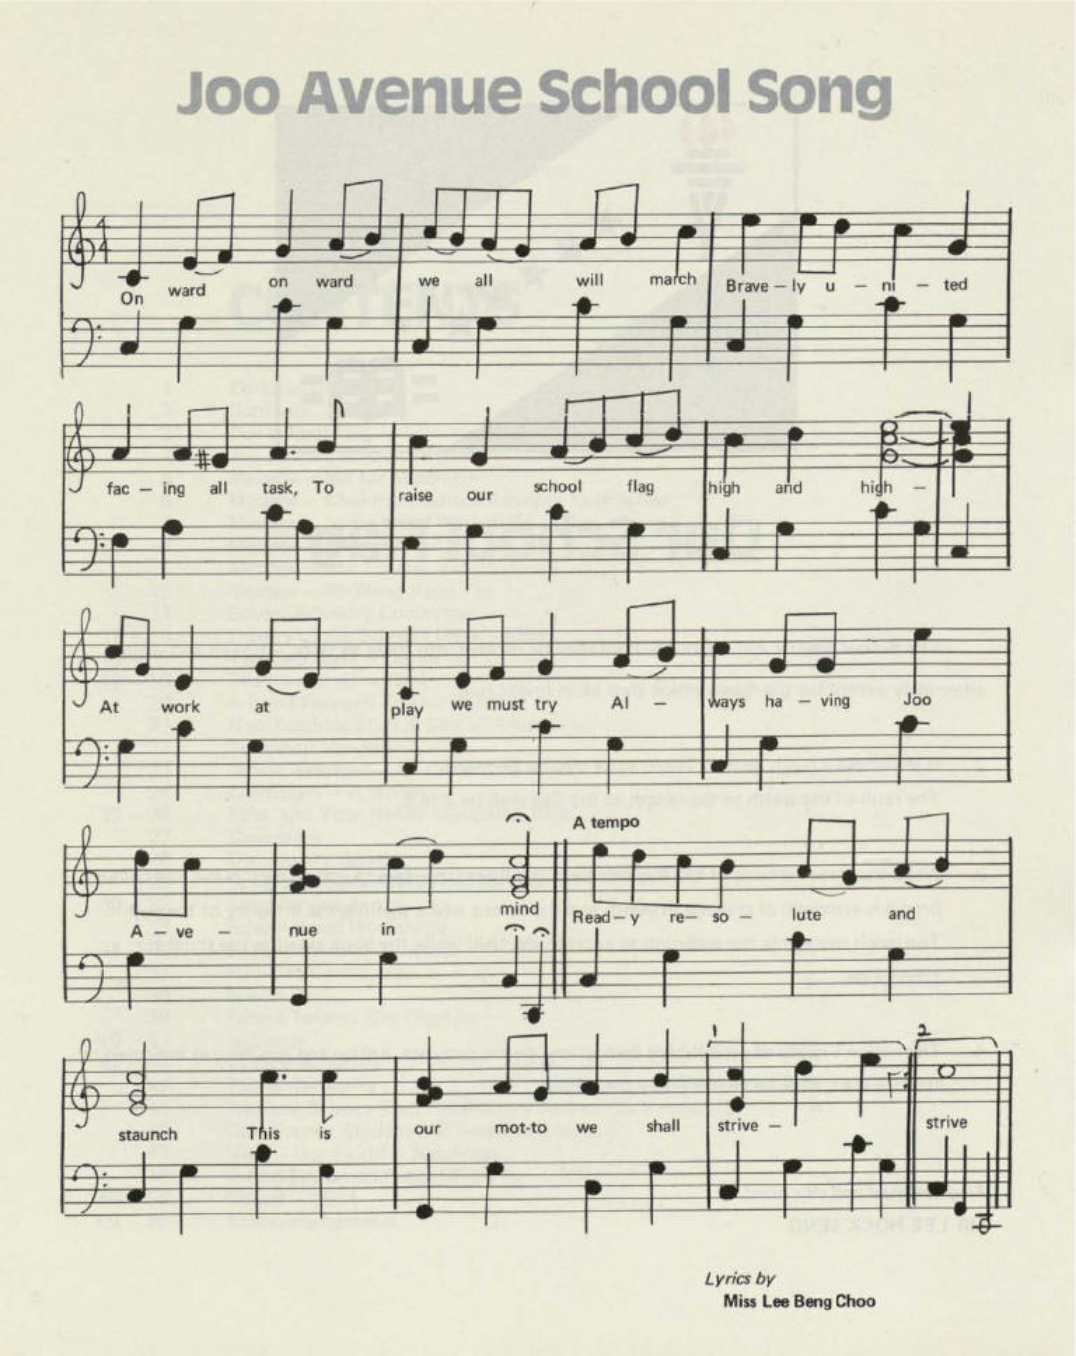 Joo Avenue School Song
4
4
On ward on ward we all will march Brave – ly u – ni – ted
fac – ing all task, To raise our school flag high and high –
At work at play we must try Al – ways ha – ving Joo
A tempo
A – ve – nue in mind Read – y re – so – lute and
1 2
staunch This is our mot-to we shall strive – strive
Lyrics by
Miss Lee Beng Choo